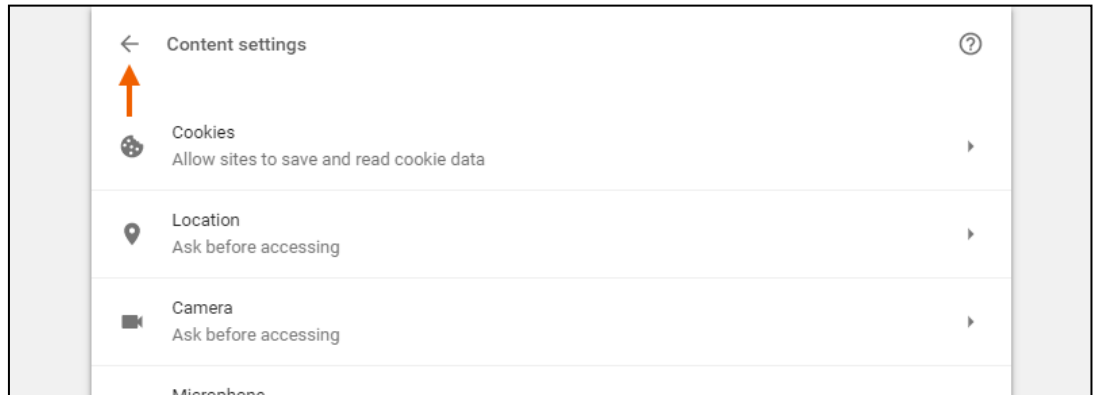 Content settings
Cookies
Allow sites to save and read cookie data
Location
Ask before accessing
Camera
Ask before accessing
Microphone